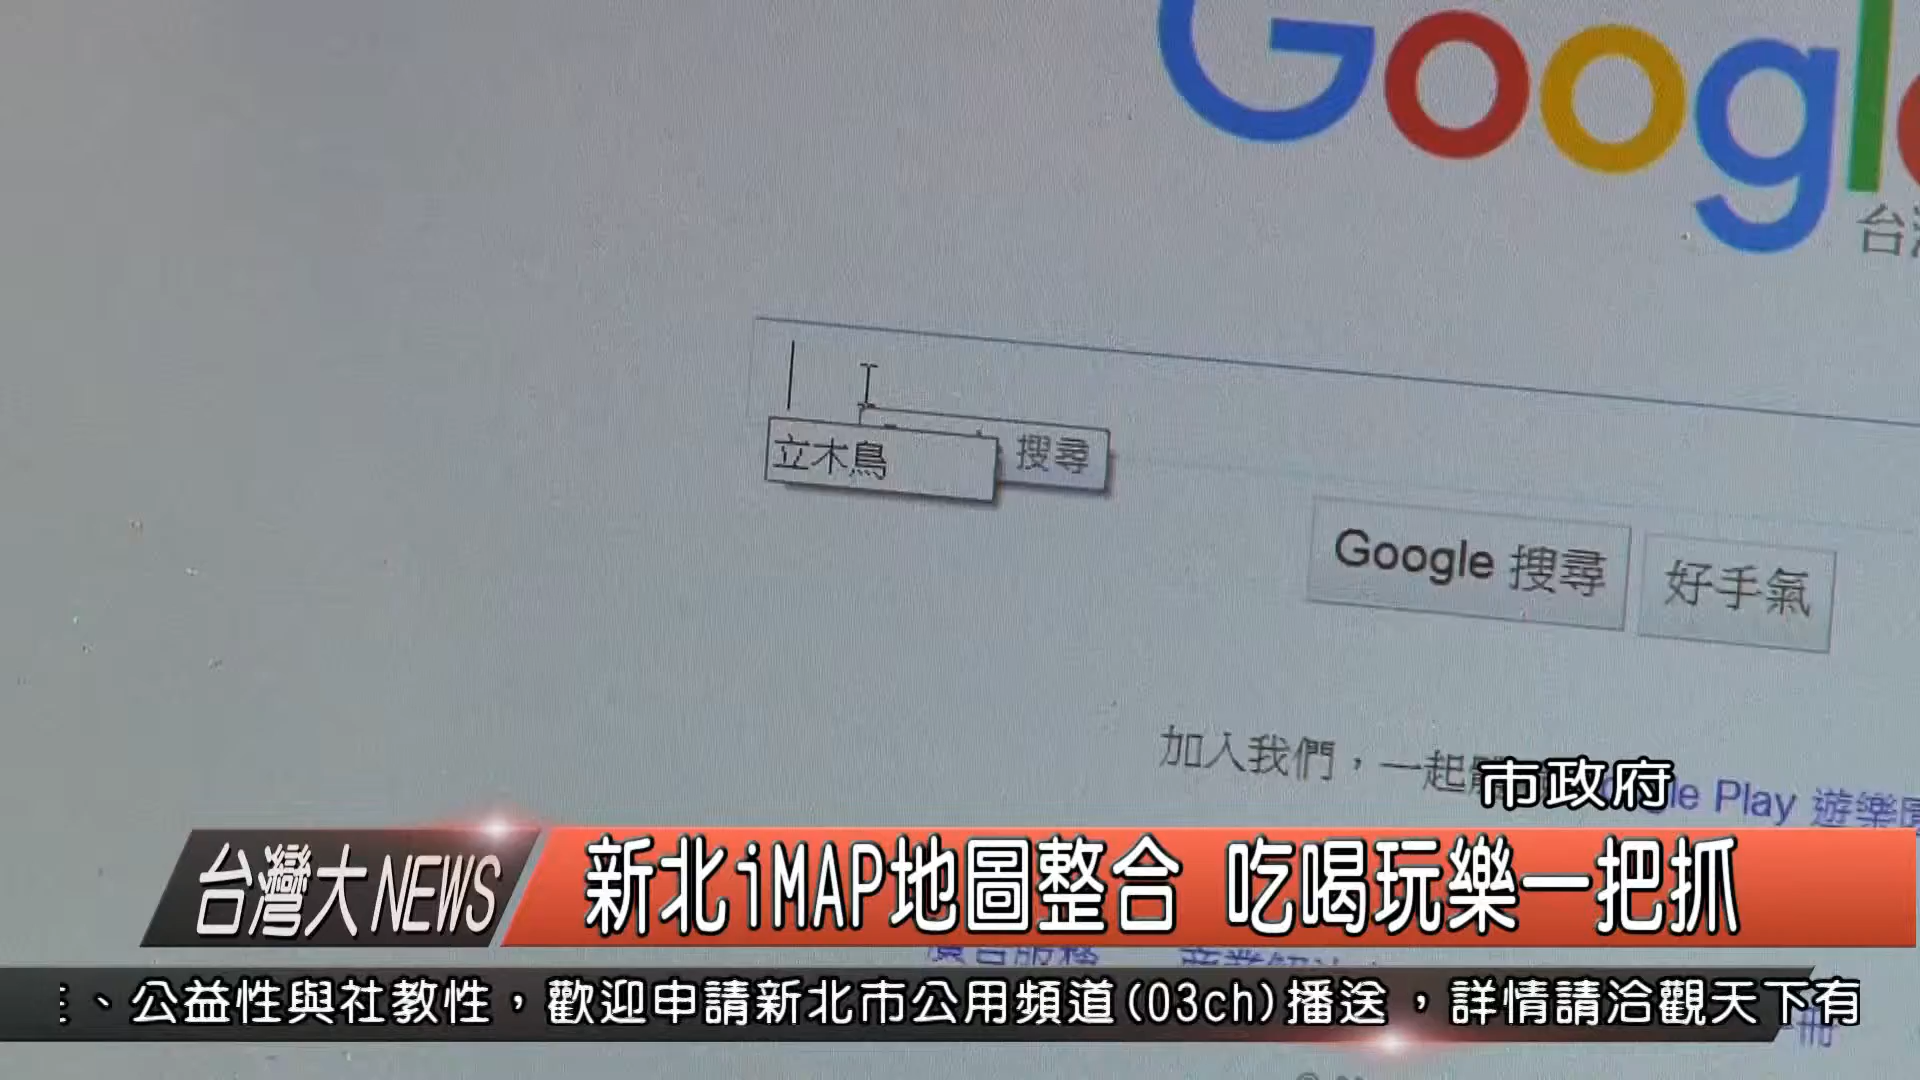 Google
台灣
立木鳥
搜尋
Google 搜尋
好手氣
加入我們，一起
le Play 遊樂
市政府
台灣大NEWS
新北iMAP地圖整合 吃喝玩樂一把抓
、公益性與社教性，歡迎申請新北市公用頻道(03ch)播送，詳情請洽觀天下有